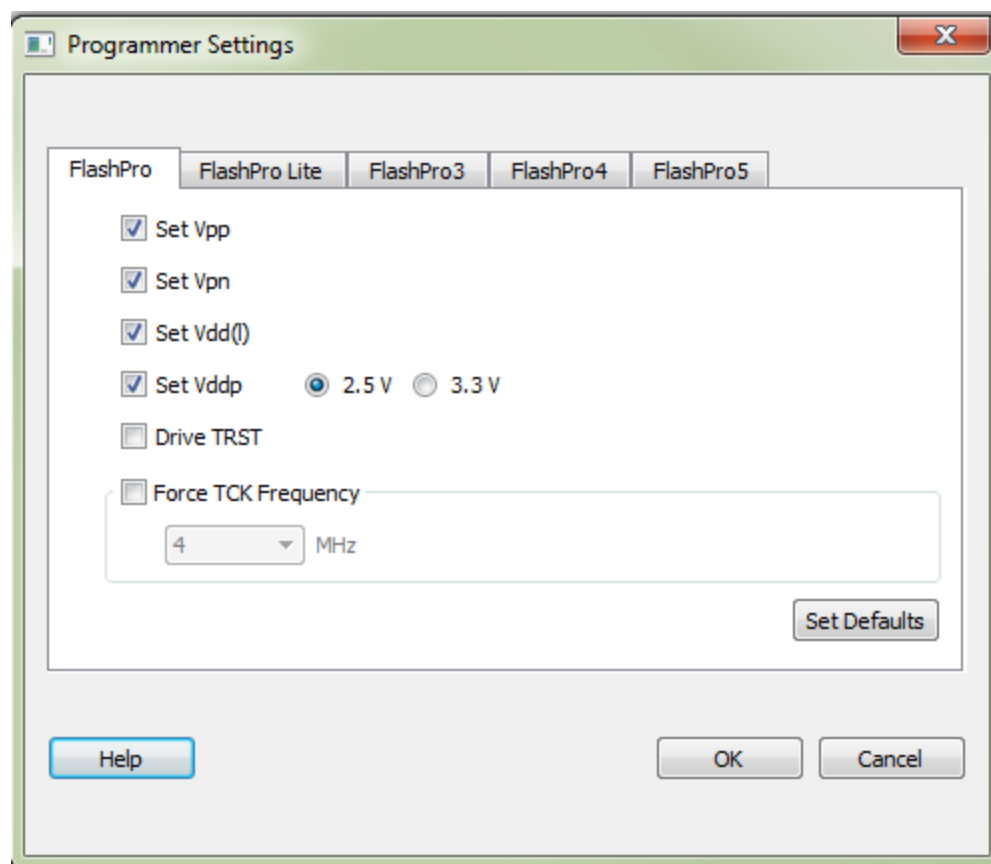 Programmer Settings
FlashPro FlashPro Lite FlashPro3 FlashPro4 FlashPro5
Set Vpp
Set Vpn
Set Vdd(l)
Set Vddp 2.5 V 3.3 V
Drive TRST
Force TCK Frequency
4 MHz
Set Defaults
Help OK Cancel